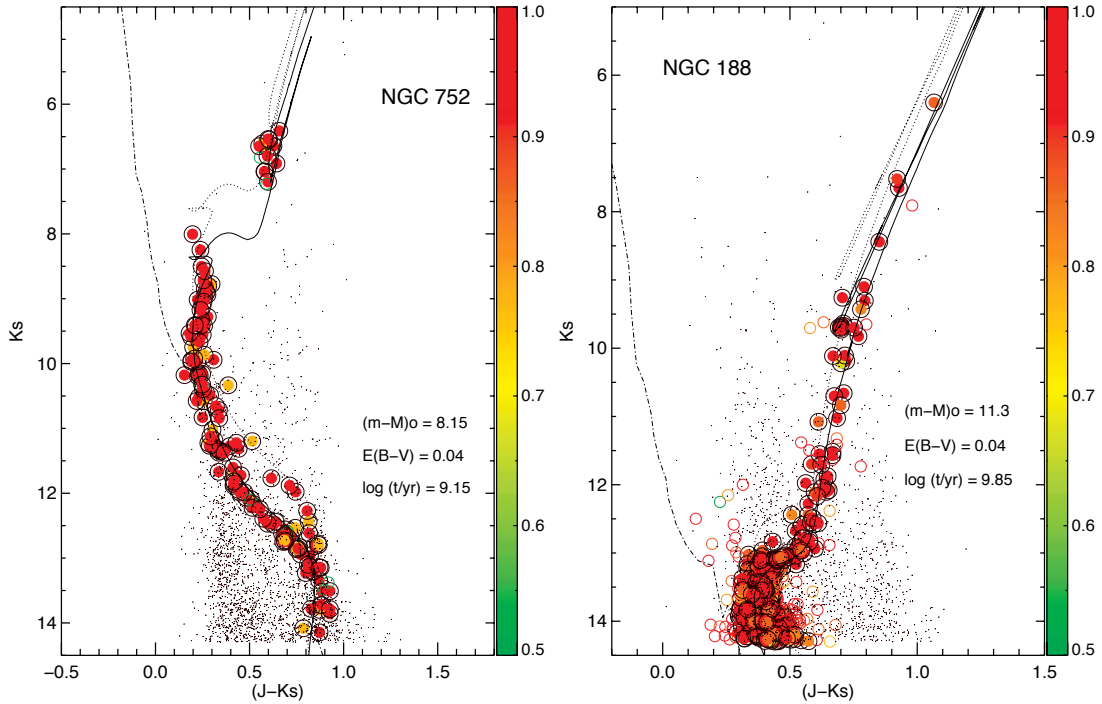 NGC 752
(m−M)o = 8.15
E(B−V) = 0.04
log (t/yr) = 9.15
Ks
4
6
8
10
12
14
−0.5
0.0
0.5
1.0
1.5
(J−Ks)
1.0
0.9
0.8
0.7
0.6
0.5
NGC 188
(m−M)o = 11.3
E(B−V) = 0.04
log (t/yr) = 9.85
Ks
6
8
10
12
14
0.0
0.5
1.0
1.5
(J−Ks)
1.0
0.9
0.8
0.7
0.6
0.5